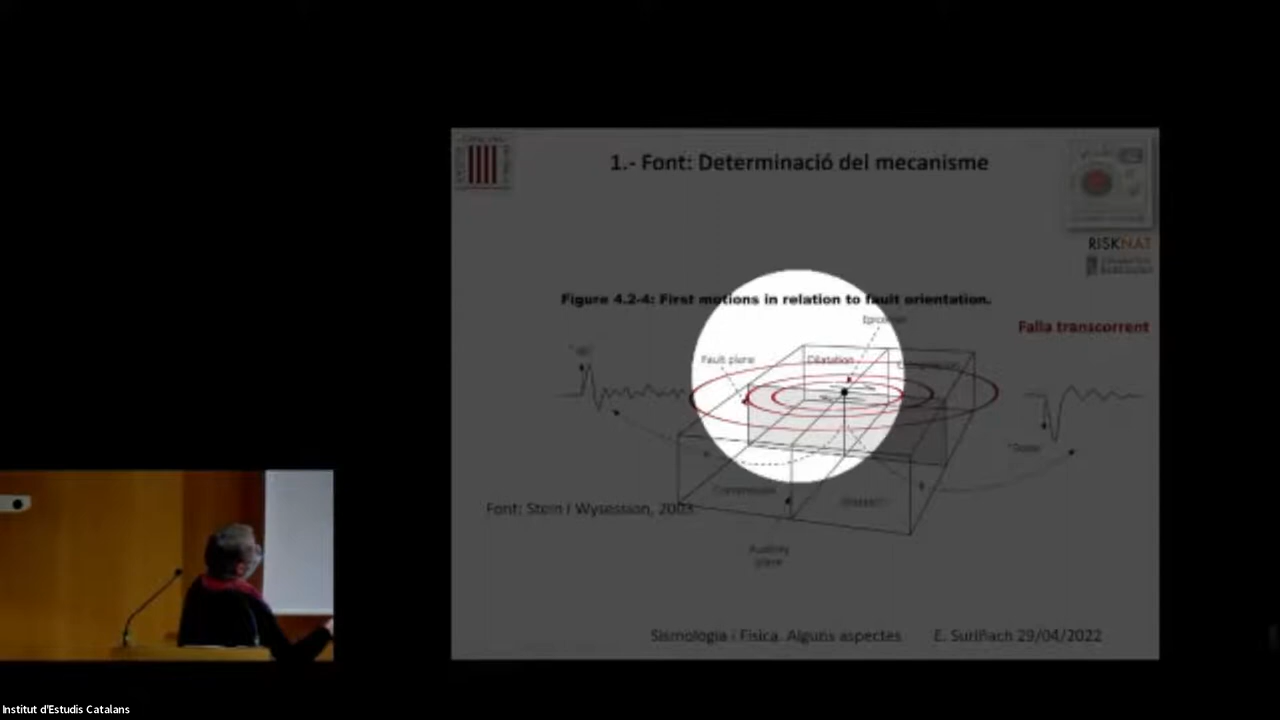 1.- Font: Determinació del mecanisme
RISKNAT
Figure 4.2-4: First motions in relation to fault orientation.
Falla transcorrent
Epicenter
Fault plane
Dilatation
Font: Stein i Wysession, 2003
Auxiliary
plane
Sismologia i Física. Alguns aspectes
E. Suriñach 29/04/2022
Institut d'Estudis Catalans